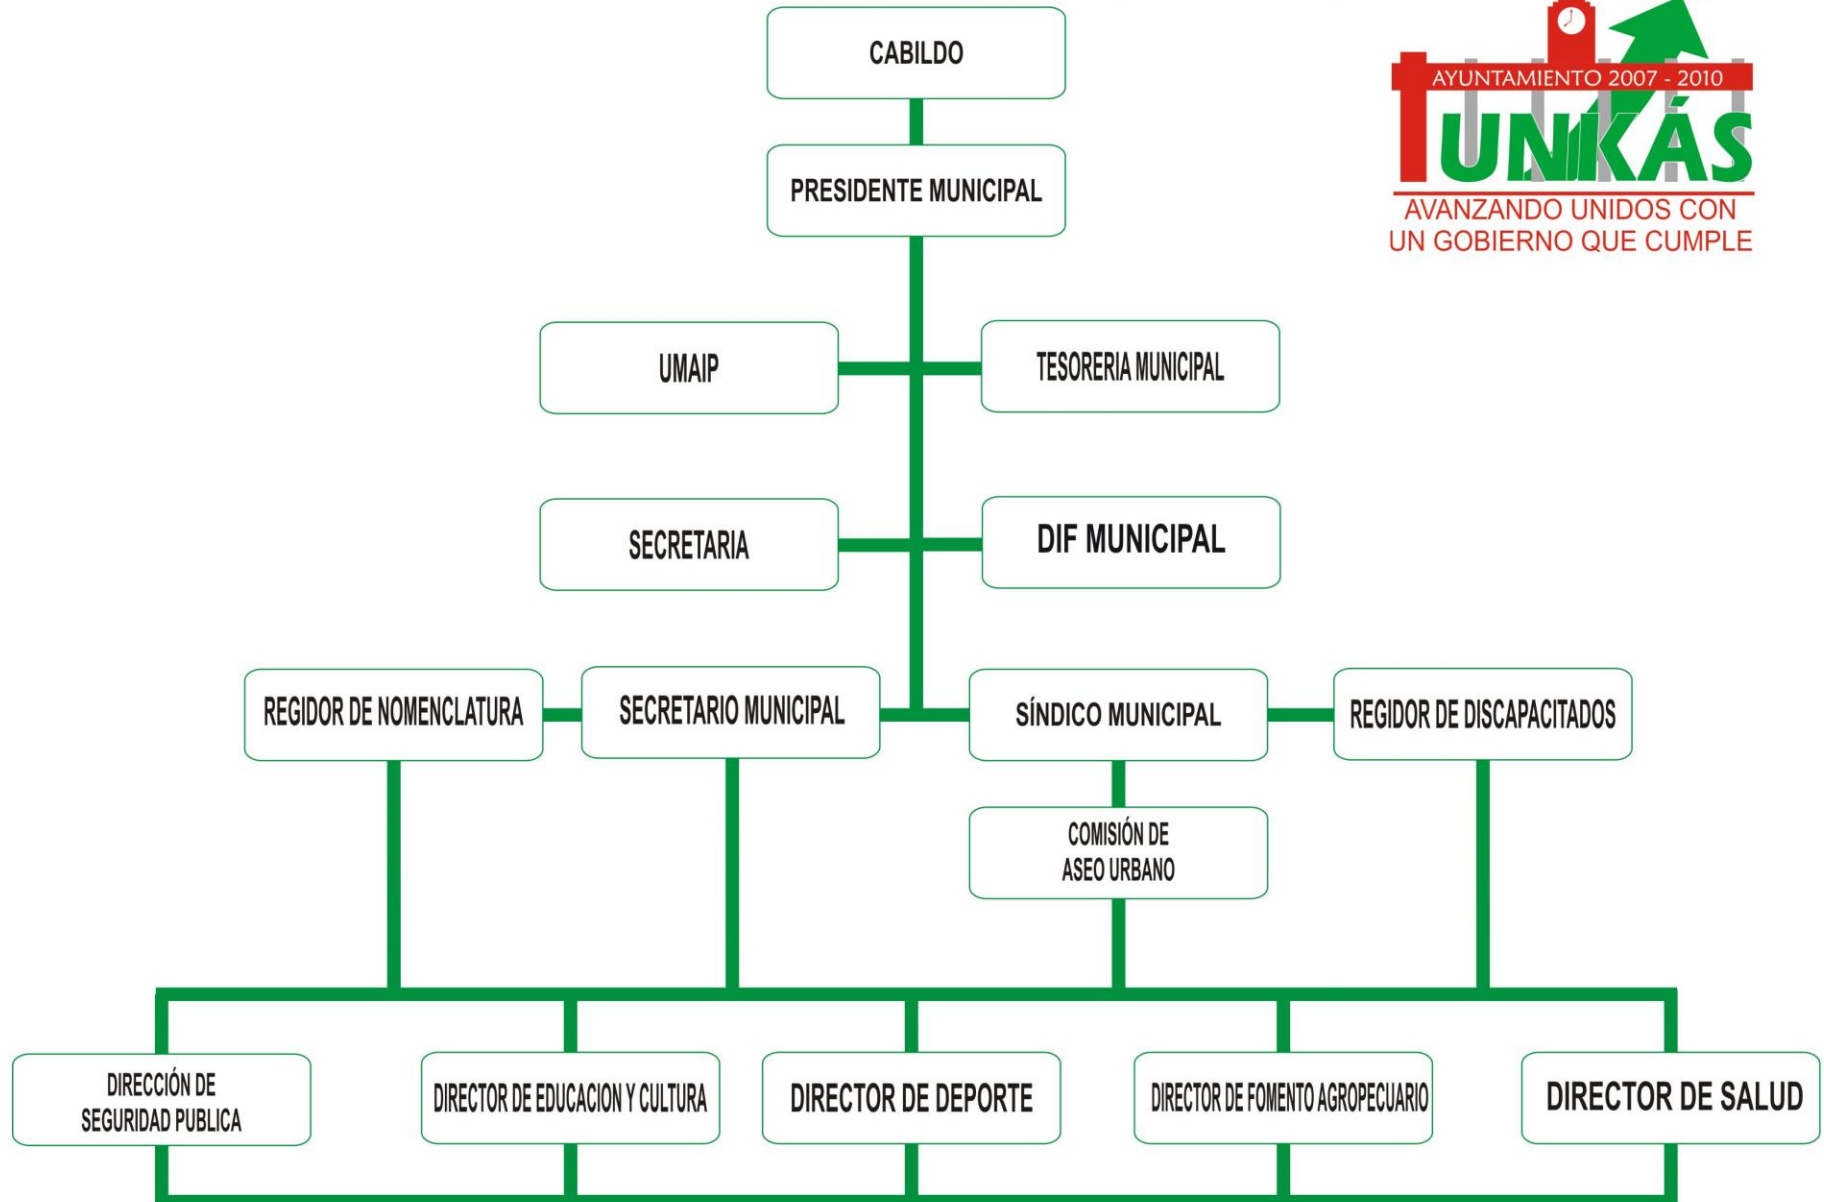 CABILDO
AYUNTAMIENTO 2007 - 2010
TUNKÁS
AVANZANDO UNIDOS CON
UN GOBIERNO QUE CUMPLE
PRESIDENTE MUNICIPAL
UMAIP
TESORERIA MUNICIPAL
SECRETARIA
DIF MUNICIPAL
REGIDOR DE NOMENCLATURA
SECRETARIO MUNICIPAL
SÍNDICO MUNICIPAL
REGIDOR DE DISCAPACITADOS
COMISIÓN DE
ASEO URBANO
DIRECCIÓN DE
SEGURIDAD PUBLICA
DIRECTOR DE EDUCACION Y CULTURA
DIRECTOR DE DEPORTE
DIRECTOR DE FOMENTO AGROPECUARIO
DIRECTOR DE SALUD